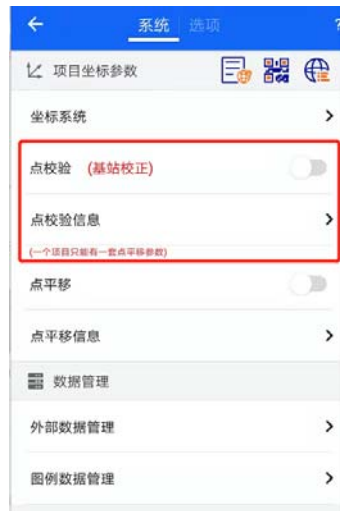 系统 选项 ?
项目坐标参数
坐标系统
点校验 (基站校正)
点校验信息
(一个项目只能有一套点平移参数)
点平移
点平移信息
数据管理
外部数据管理
图例数据管理